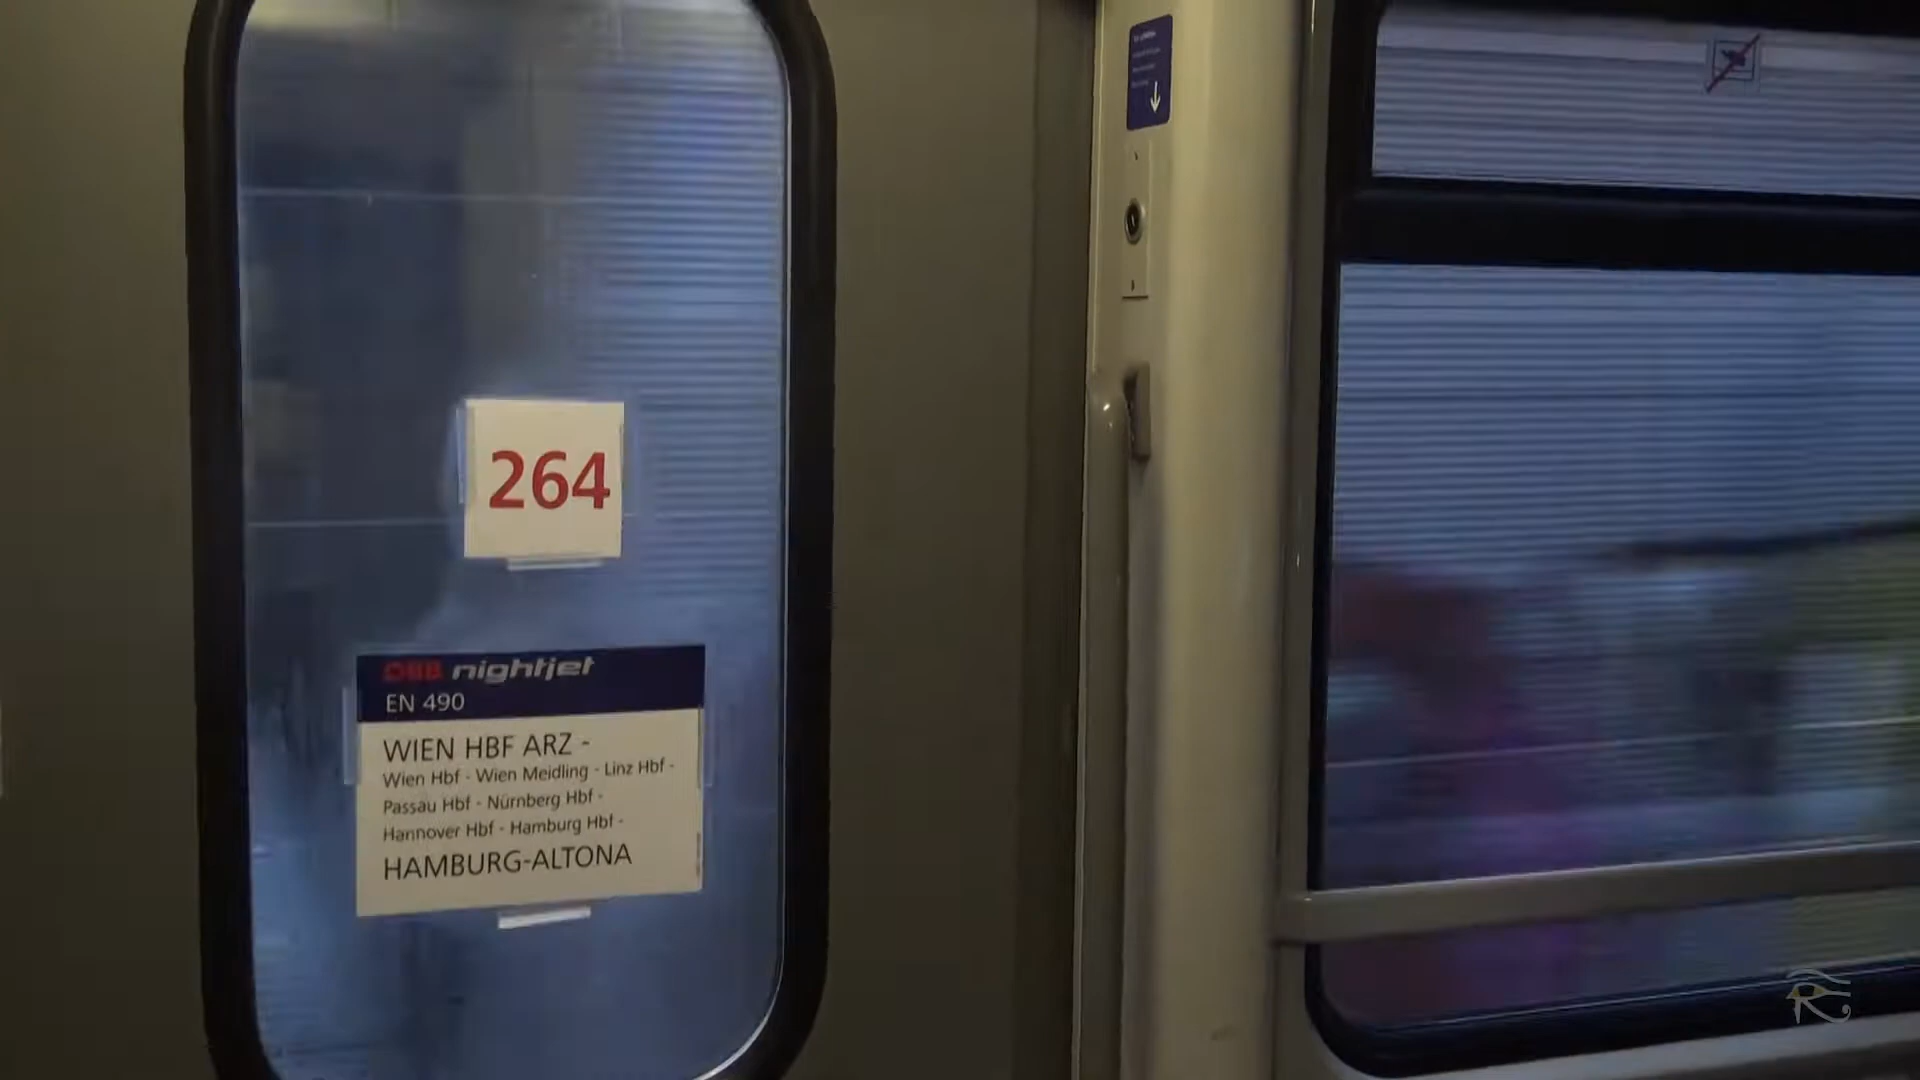 264
ÖBB nightjet
EN 490
WIEN HBF ARZ -
Wien Hbf - Wien Meidling - Linz Hbf -
Passau Hbf - Nürnberg Hbf -
Hannover Hbf - Hamburg Hbf -
HAMBURG-ALTONA